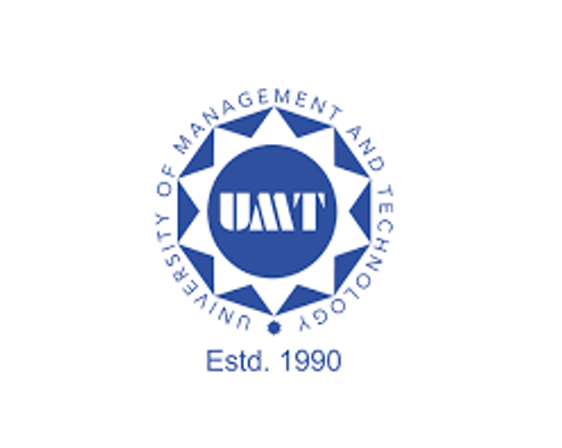 UNIVERSITY OF MANAGEMENT AND TECHNOLOGY
UMT
Estd. 1990